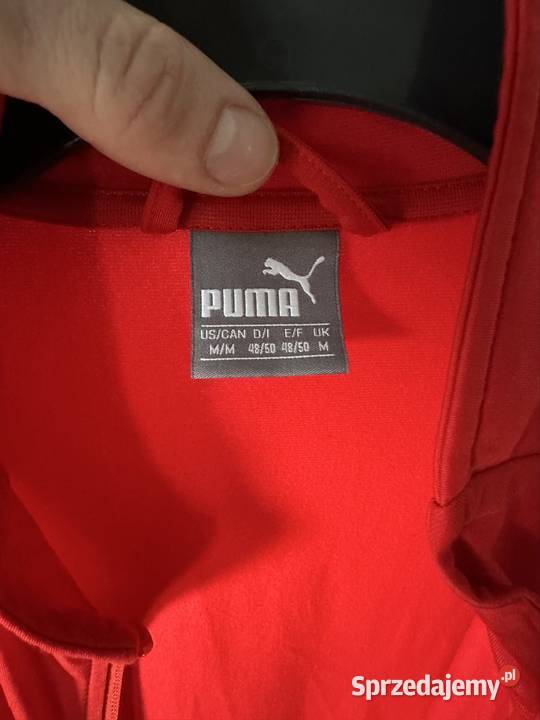 PUMA
US/CAN D/I E/F UK
M/M 48/50 48/50 M
Sprzedajemy.pl